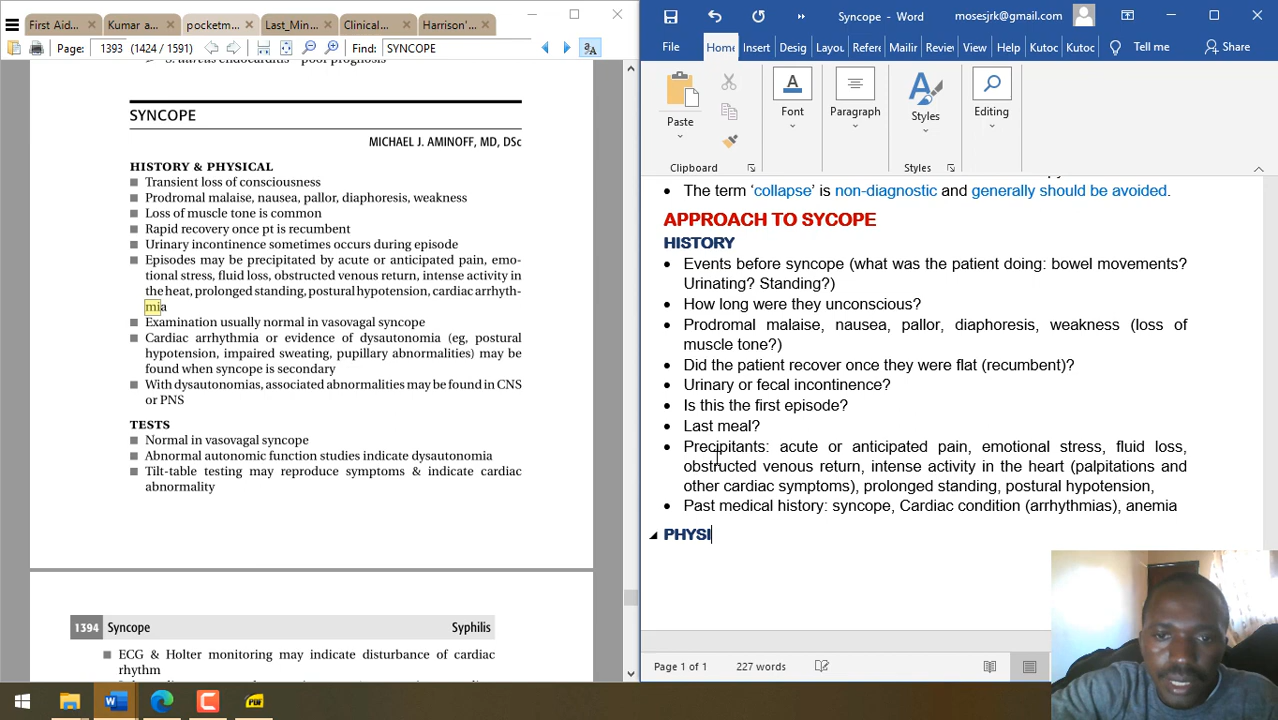 First Aid...
Kumar a...
pocketm...
Last_Min...
Clinical...
Harrison'...
Page: 1393 (1424 / 1591)
Find: SYNCOPE
SYNCOPE
MICHAEL J. AMINOFF, MD, DSc
HISTORY & PHYSICAL
Transient loss of consciousness
Prodromal malaise, nausea, pallor, diaphoresis, weakness
Loss of muscle tone is common
Rapid recovery once pt is recumbent
Urinary incontinence sometimes occurs during episode
Episodes may be precipitated by acute or anticipated pain, emo-
tional stress, fluid loss, obstructed venous return, intense activity in
the heat, prolonged standing, postural hypotension, cardiac arrhyth-
mia
Examination usually normal in vasovagal syncope
Cardiac arrhythmia or evidence of dysautonomia (eg, postural
hypotension, impaired sweating, pupillary abnormalities) may be
found when syncope is secondary
With dysautonomias, associated abnormalities may be found in CNS
or PNS
TESTS
Normal in vasovagal syncope
Abnormal autonomic function studies indicate dysautonomia
Tilt-table testing may reproduce symptoms & indicate cardiac
abnormality
1394 Syncope Syphilis
ECG & Holter monitoring may indicate disturbance of cardiac
rhythm
Syncope - Word
mosesjrk@gmail.com
File Home Insert Desig Layou Refere Mailir Reviev View Help Kutoc Kutoc Tell me Share
Paste
Font
Paragraph
Styles
Editing
Clipboard
Styles
• The term ‘collapse’ is non-diagnostic and generally should be avoided.
APPROACH TO SYCOPE
HISTORY
• Events before syncope (what was the patient doing: bowel movements?
Urinating? Standing?)
• How long were they unconscious?
• Prodromal malaise, nausea, pallor, diaphoresis, weakness (loss of
muscle tone?)
• Did the patient recover once they were flat (recumbent)?
• Urinary or fecal incontinence?
• Is this the first episode?
• Last meal?
• Precipitants: acute or anticipated pain, emotional stress, fluid loss,
obstructed venous return, intense activity in the heart (palpitations and
other cardiac symptoms), prolonged standing, postural hypotension,
• Past medical history: syncope, Cardiac condition (arrhythmias), anemia
PHYSI
Page 1 of 1
227 words